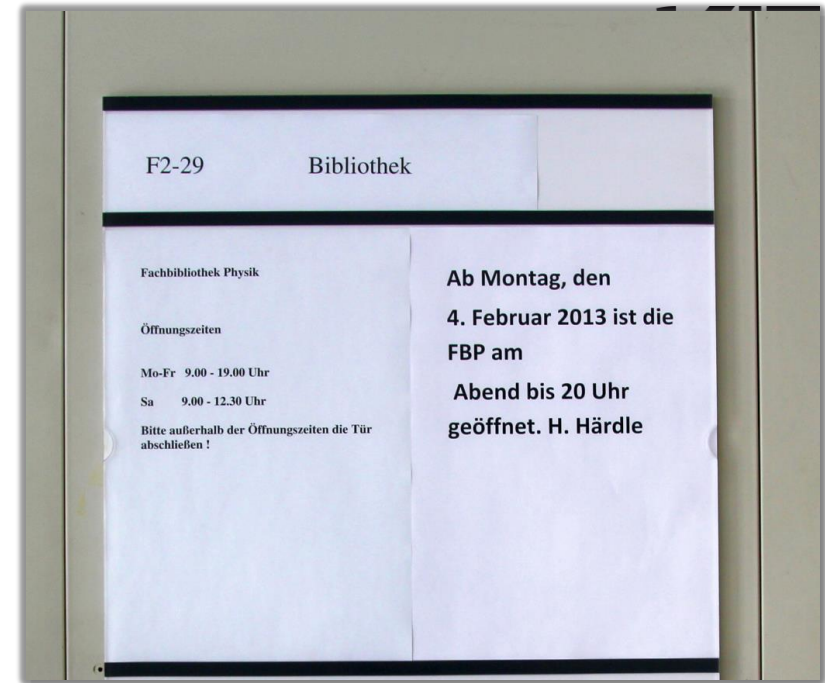 F2-29 Bibliothek
Fachbibliothek Physik
Öffnungszeiten
Mo-Fr 9.00 - 19.00 Uhr
Sa 9.00 - 12.30 Uhr
Bitte außerhalb der Öffnungszeiten die Tür
abschließen !
Ab Montag, den
4. Februar 2013 ist die
FBP am
Abend bis 20 Uhr
geöffnet. H. Härdle